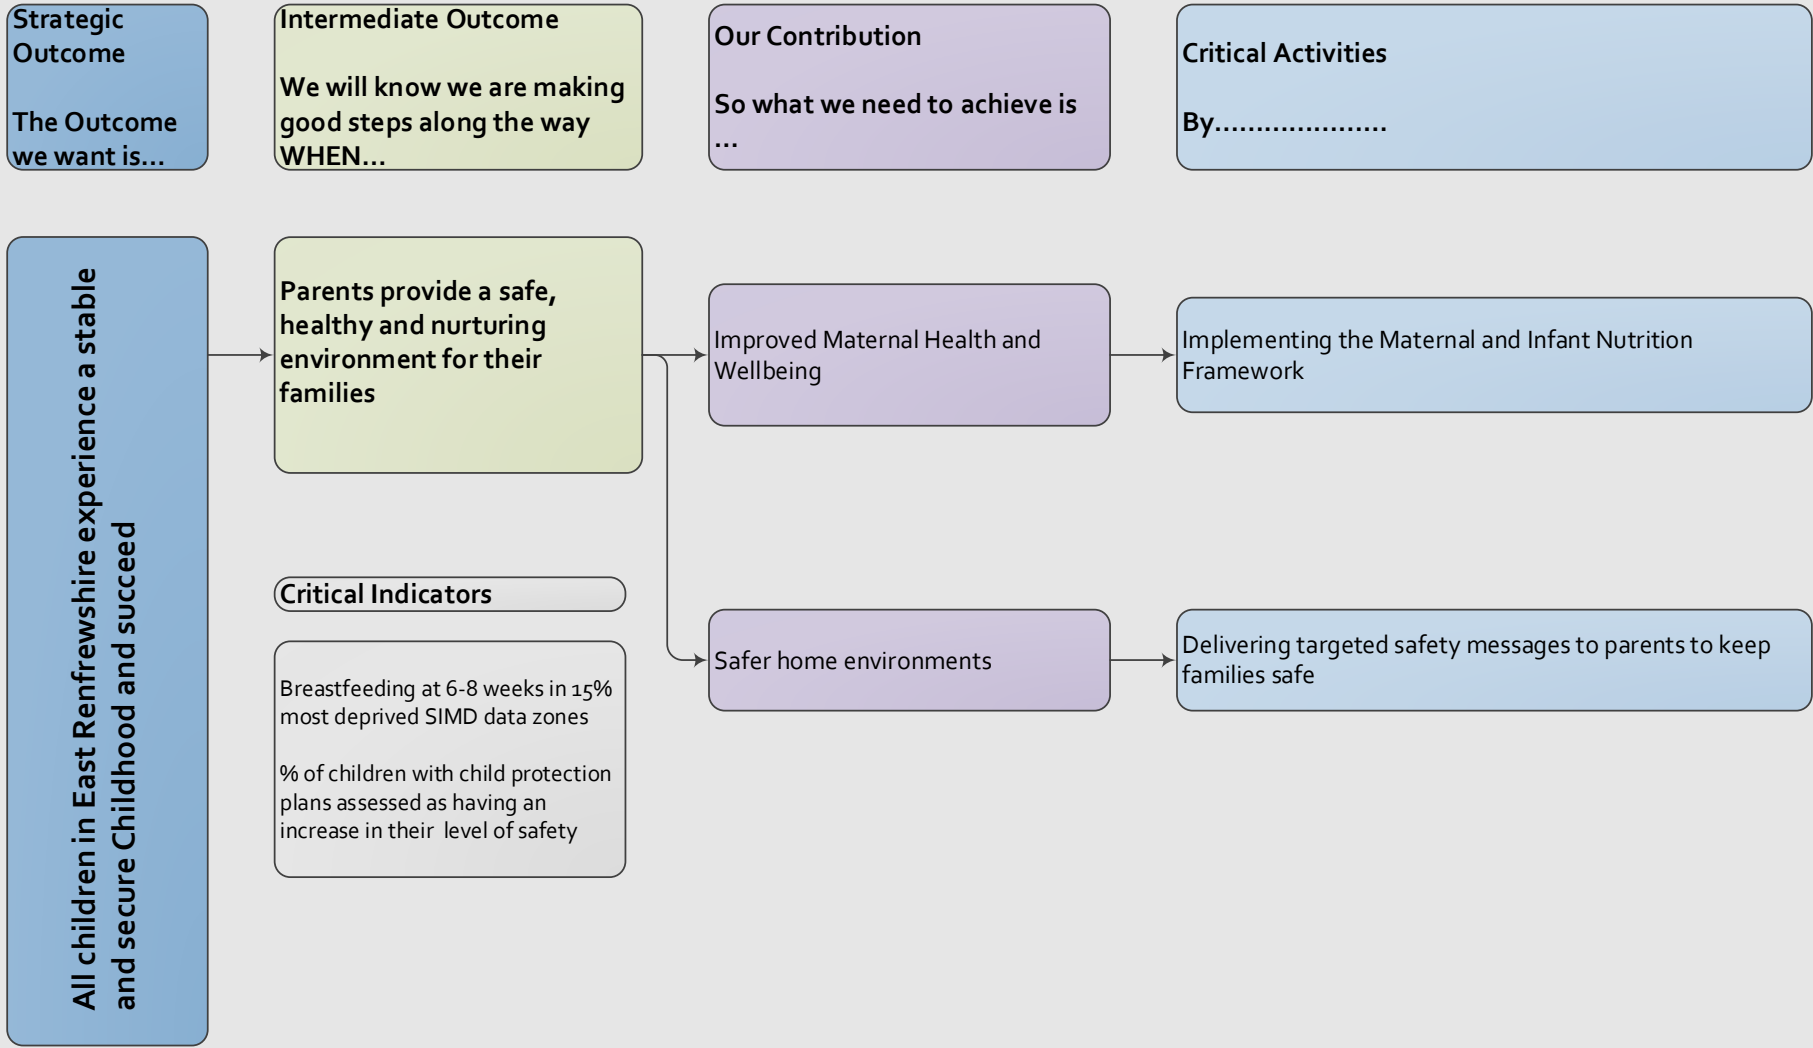 Strategic
Outcome
The Outcome
we want is...
Intermediate Outcome
We will know we are making
good steps along the way
WHEN...
Our Contribution
So what we need to achieve is
...
Critical Activities
By.....................
All children in East Renfrewshire experience a stable
and secure Childhood and succeed
Parents provide a safe,
healthy and nurturing
environment for their
families
Improved Maternal Health and
Wellbeing
Implementing the Maternal and Infant Nutrition
Framework
Critical Indicators
Breastfeeding at 6-8 weeks in 15%
most deprived SIMD data zones
% of children with child protection
plans assessed as having an
increase in their level of safety
Safer home environments
Delivering targeted safety messages to parents to keep
families safe